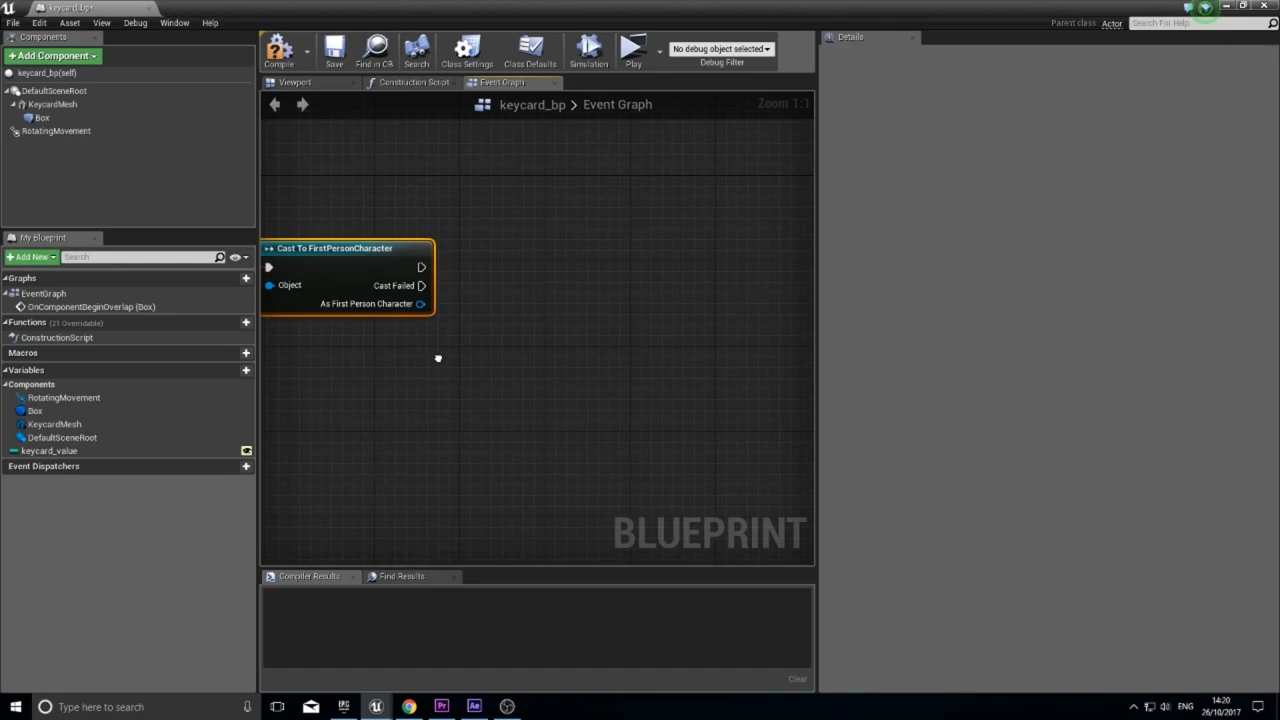 keycard_bp*
File Edit Asset View Debug Window Help
Parent class: Actor
Search For Help
Components
+Add Component
keycard_bp(self)
DefaultSceneRoot
KeycardMesh
Box
RotatingMovement
My Blueprint
+Add New
Search
Graphs
EventGraph
OnComponentBeginOverlap (Box)
Functions (21 Overridable)
ConstructionScript
Macros
Variables
Components
RotatingMovement
Box
KeycardMesh
DefaultSceneRoot
keycard_value
Event Dispatchers
Compile
Save
Find in CB
Search
Class Settings
Class Defaults
Simulation
Play
No debug object selected
Debug Filter
Viewport
Construction Script
Event Graph
keycard_bp > Event Graph
Zoom 1:1
Cast To FirstPersonCharacter
Object
Cast Failed
As First Person Character
BLUEPRINT
Compiler Results
Find Results
Clear
Details
Type here to search
EPIC
GAMES
Pr
Ae
ENG
14:20
26/10/2017